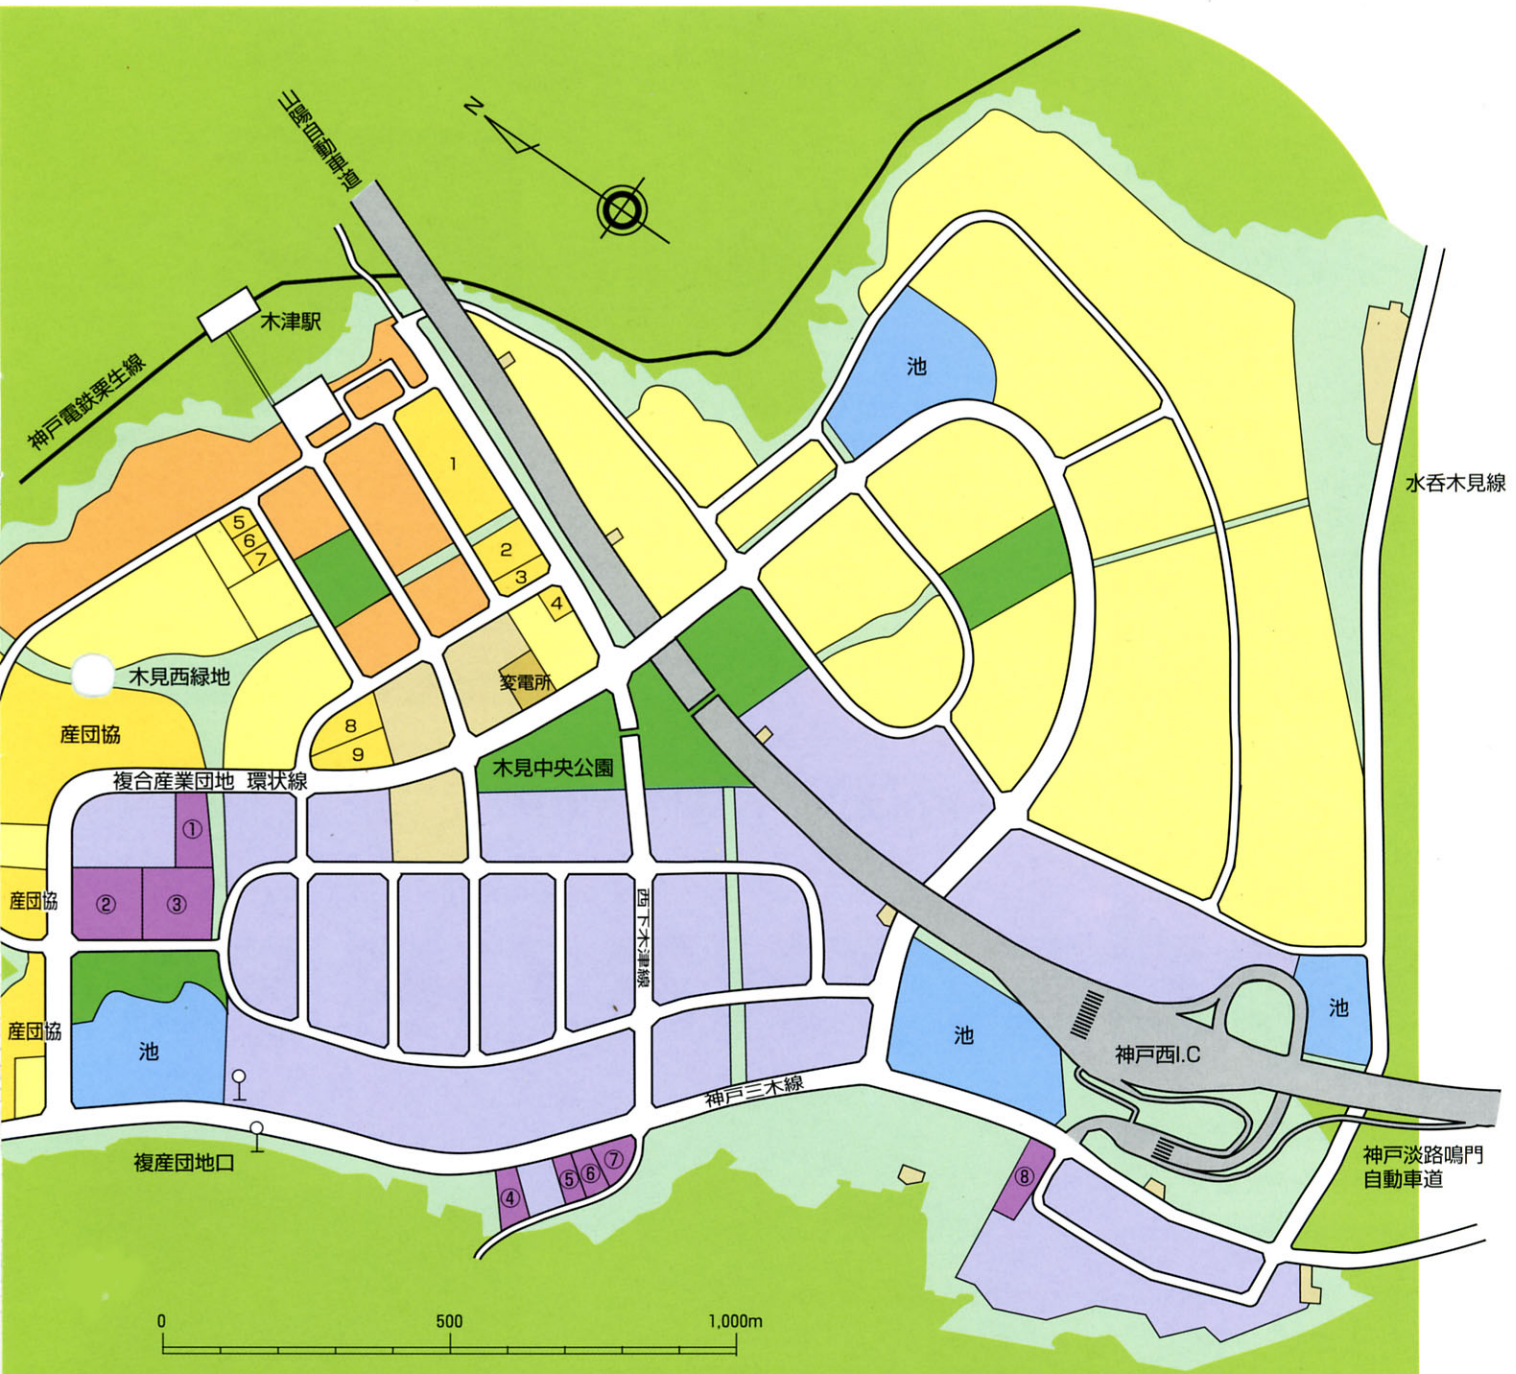 山陽自動車道
N
木津駅
神戸電鉄粟生線
池
水呑木見線
1
5
6
7
2
3
4
木見西緑地
変電所
産団協
8
9
木見中央公園
複合産業団地 環状線
①
②
③
産団協
西下木津線
産団協
池
池
池
神戸西I.C
神戸三木線
複産団地口
神戸淡路鳴門
自動車道
④
⑤
⑥
⑦
⑧
0
500
1,000m